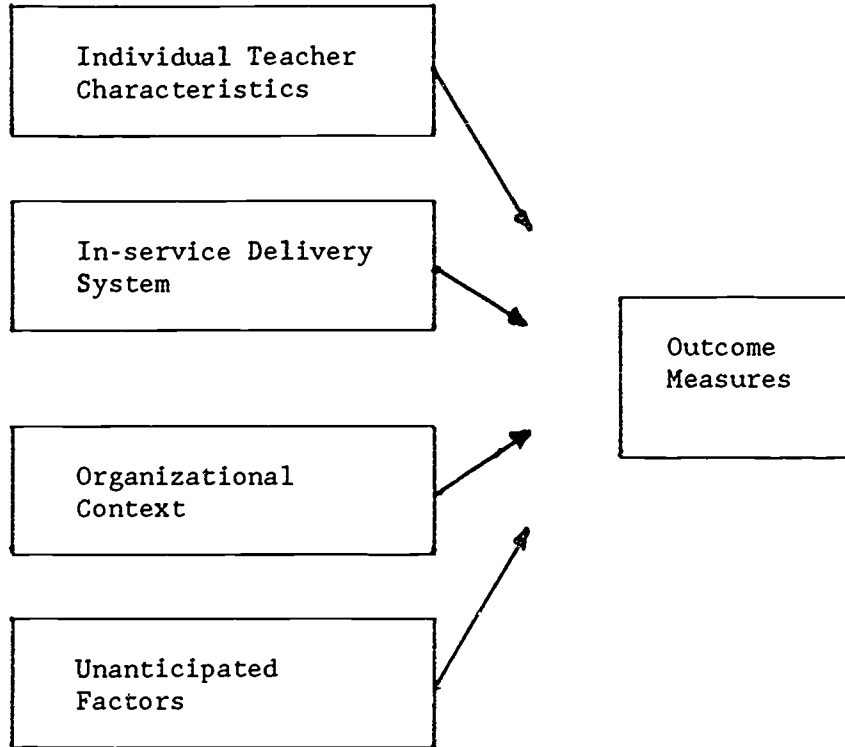 Individual Teacher
Characteristics
In-service Delivery
System
Outcome
Measures
Organizational
Context
Unanticipated
Factors